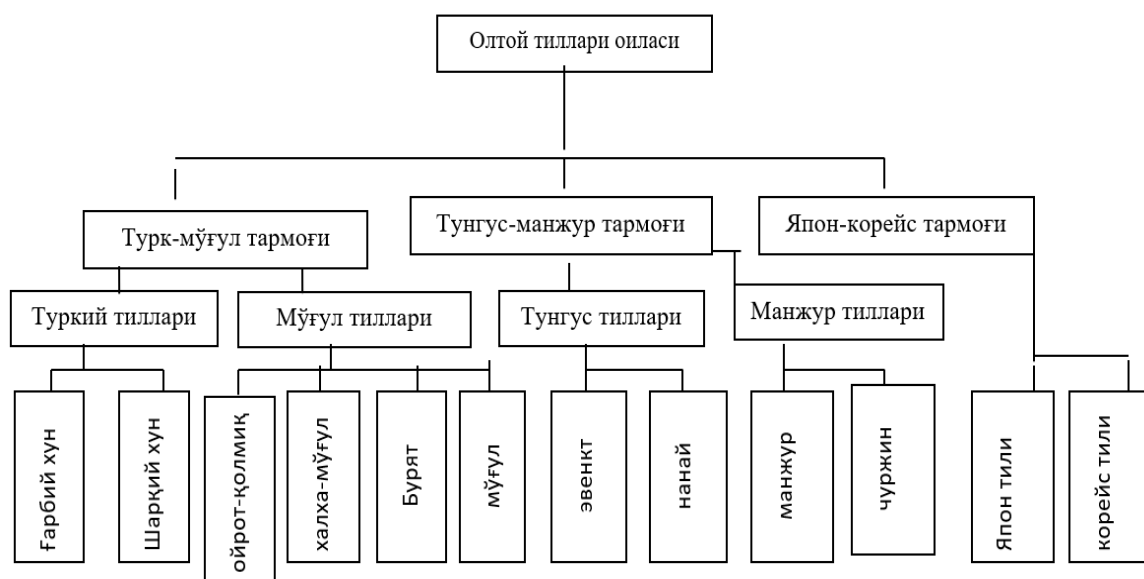 Олтой тиллари оиласи
Турк-мўғул тармоғи
Тунгус-манжур тармоғи
Япон-корейс тармоғи
Туркий тиллари
Мўғул тиллари
Тунгус тиллари
Манжур тиллари
Ғарбий хун
Шарқий хун
ойрот-қолмиқ
халха-мўғул
Бурят
мўғул
эвенкт
нанай
манжур
чуржин
Япон тили
корейс тили